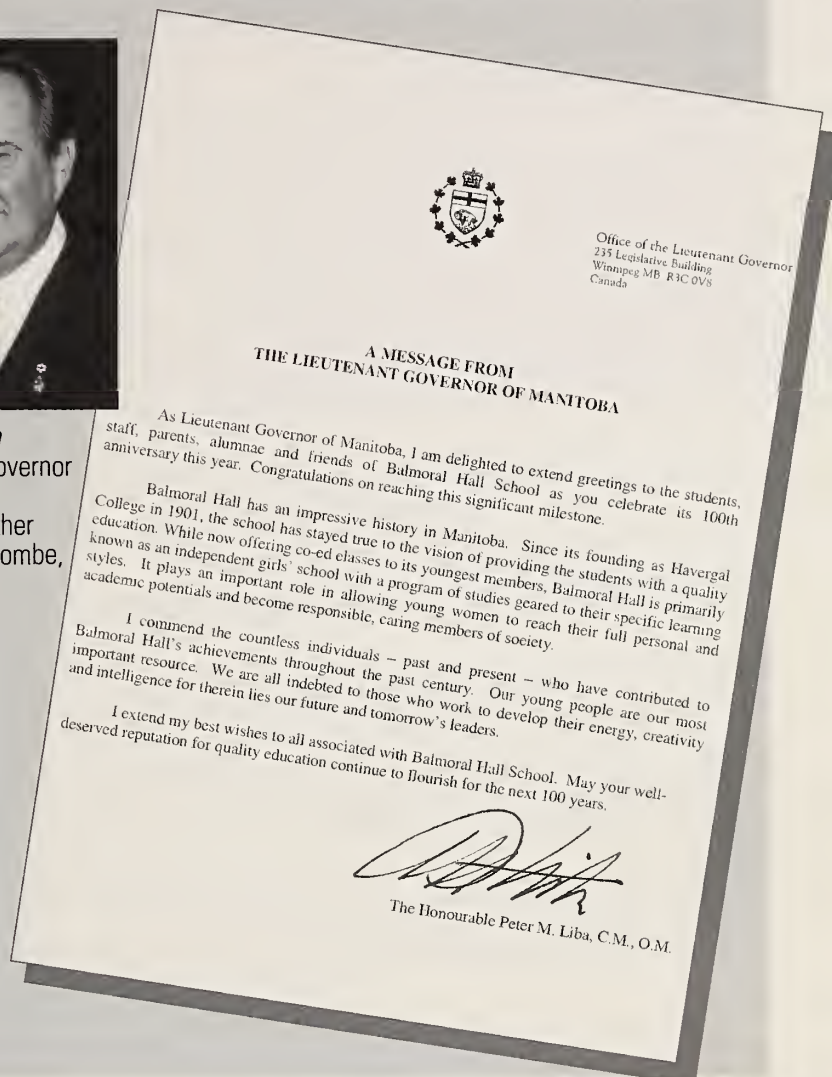 overnor
her
ombe,
Office of the Lieutenant Governor
235 Legislative Building
Winnipeg MB R3C 0V8
Canada
A MESSAGE FROM
THE LIEUTENANT GOVERNOR OF MANITOBA
As Lieutenant Governor of Manitoba, I am delighted to extend greetings to the students,
staff, parents, alumnae and friends of Balmoral Hall School as you celebrate its 100th
anniversary this year. Congratulations on reaching this significant milestone.
Balmoral Hall has an impressive history in Manitoba. Since its founding as Havergal
College in 1901, the school has stayed true to the vision of providing the students with a quality
education. While now offering co-ed classes to its youngest members, Balmoral Hall is primarily
known as an independent girls' school with a program of studies geared to their specific learning
styles. It plays an important role in allowing young women to reach their full personal and
academic potentials and become responsible, caring members of society.
I commend the countless individuals – past and present – who have contributed to
Balmoral Hall's achievements throughout the past century. Our young people are our most
important resource. We are all indebted to those who work to develop their energy, creativity
and intelligence for therein lies our future and tomorrow's leaders.
I extend my best wishes to all associated with Balmoral Hall School. May your well-
deserved reputation for quality education continue to flourish for the next 100 years.
The Honourable Peter M. Liba, C.M., O.M.